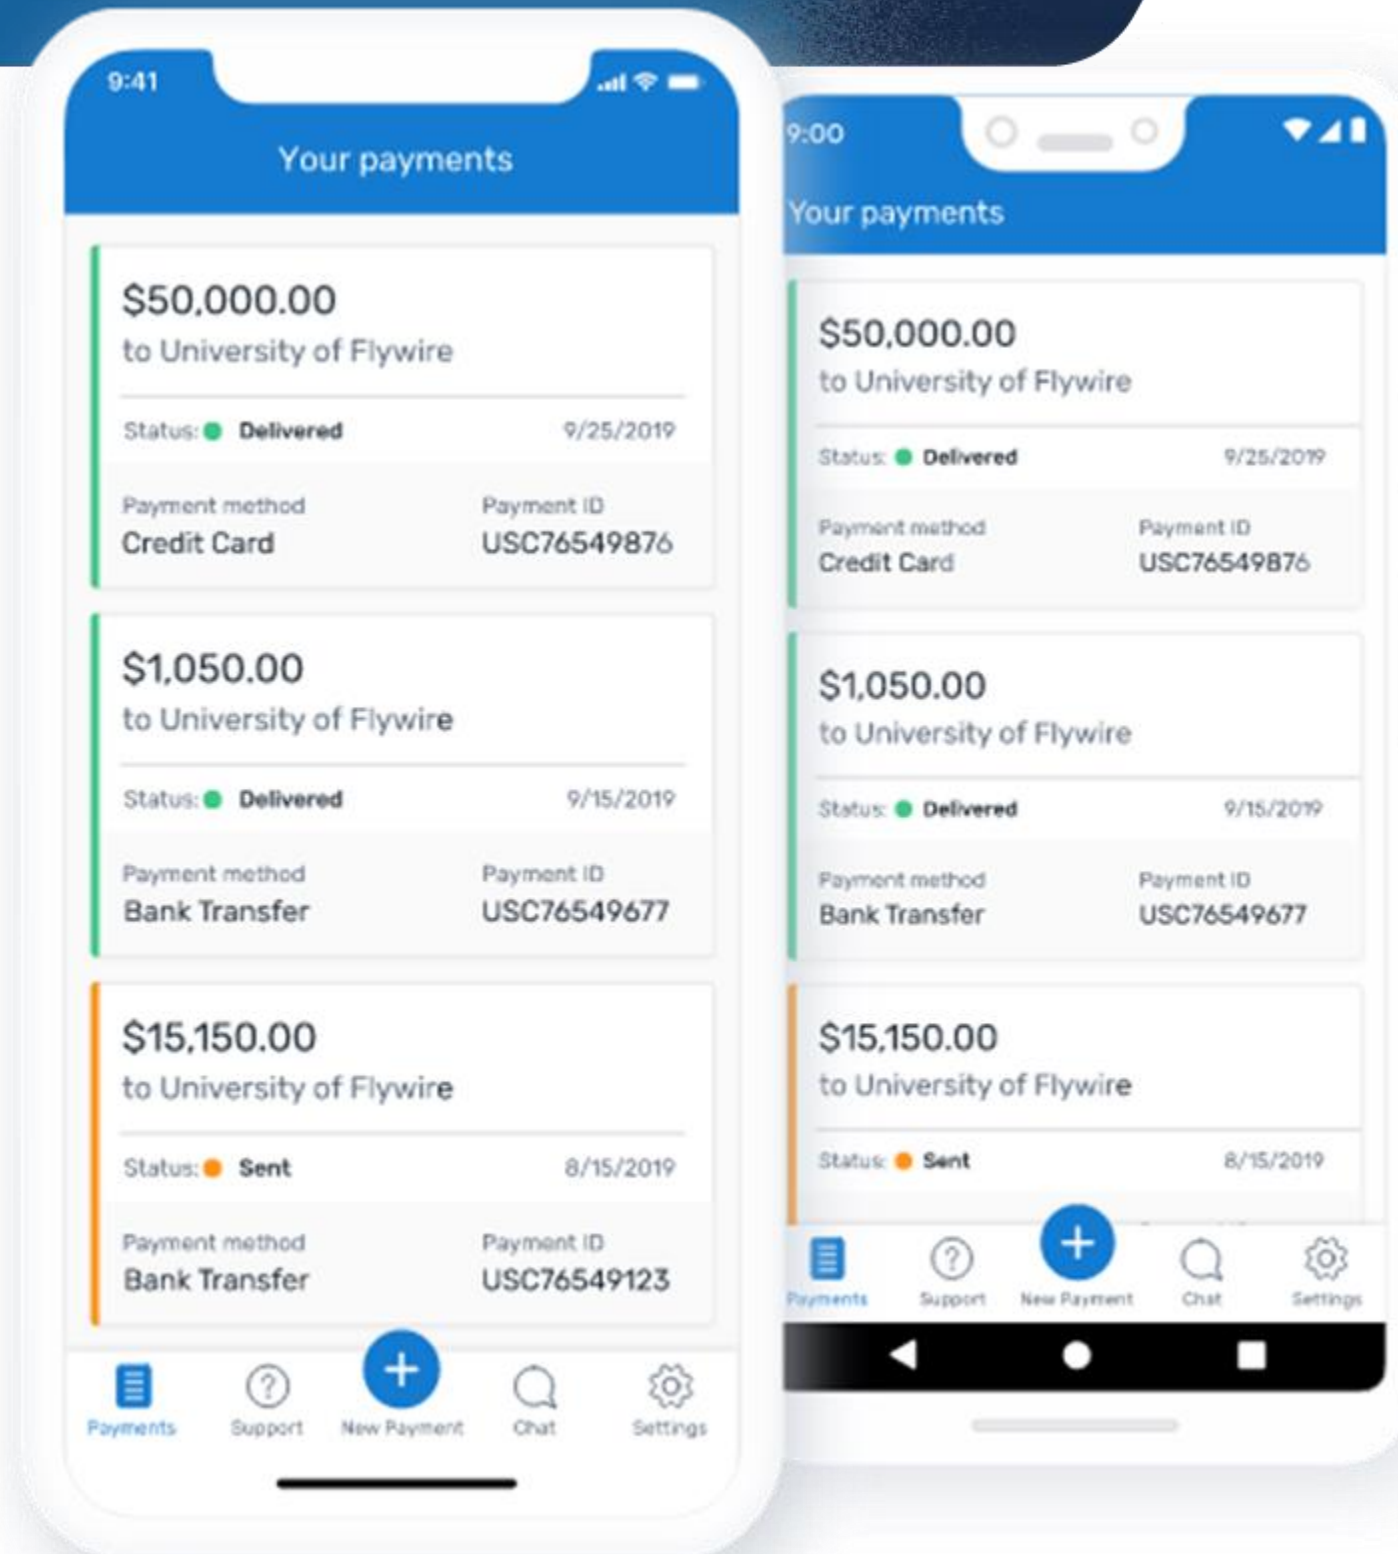 9:41
Your payments
$50,000.00
to University of Flywire
Status: Delivered 9/25/2019
Payment method Payment ID
Credit Card USC76549876
$1,050.00
to University of Flywire
Status: Delivered 9/15/2019
Payment method Payment ID
Bank Transfer USC76549677
$15,150.00
to University of Flywire
Status: Sent 8/15/2019
Payment method Payment ID
Bank Transfer USC76549123
Payments Support New Payment Chat Settings
9:00
Your payments
$50,000.00
to University of Flywire
Status: Delivered 9/25/2019
Payment method Payment ID
Credit Card USC76549876
$1,050.00
to University of Flywire
Status: Delivered 9/15/2019
Payment method Payment ID
Bank Transfer USC76549677
$15,150.00
to University of Flywire
Status: Sent 8/15/2019
Payments Support New Payment Chat Settings